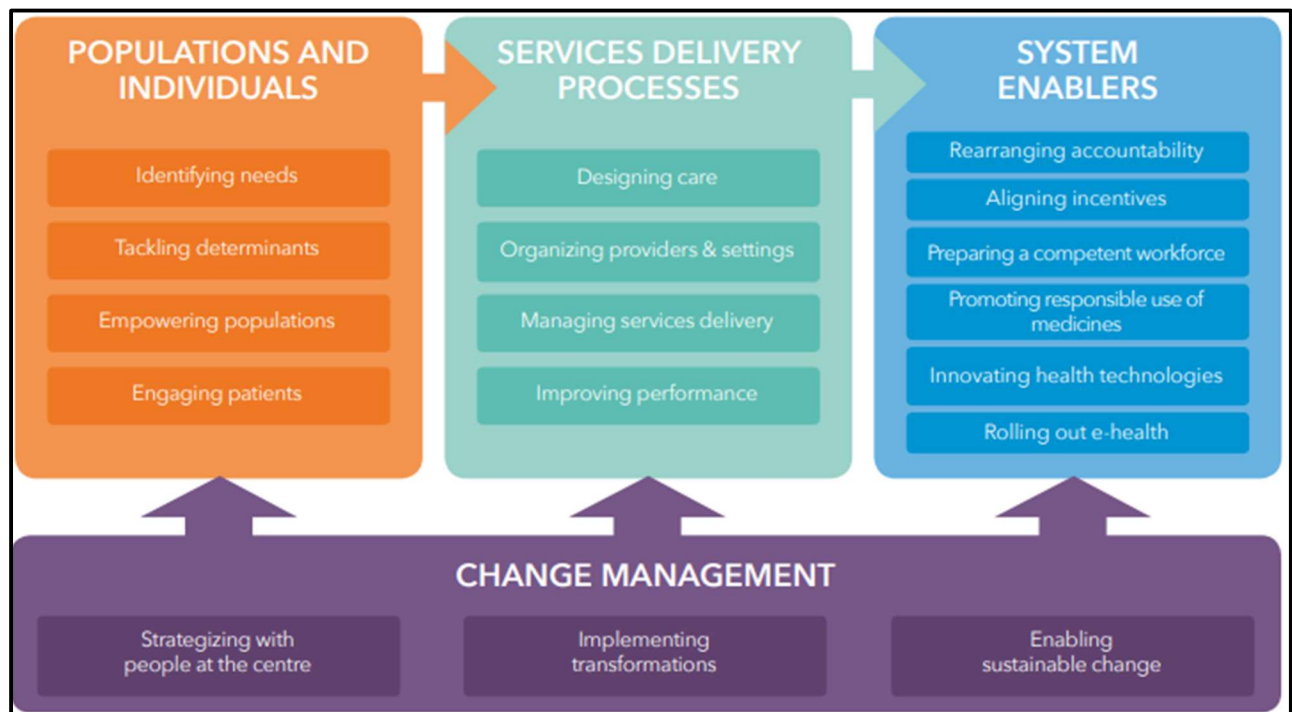 POPULATIONS AND
INDIVIDUALS
Identifying needs
Tackling determinants
Empowering populations
Engaging patients
SERVICES DELIVERY
PROCESSES
Designing care
Organizing providers & settings
Managing services delivery
Improving performance
SYSTEM
ENABLERS
Rearranging accountability
Aligning incentives
Preparing a competent workforce
Promoting responsible use of
medicines
Innovating health technologies
Rolling out e-health
CHANGE MANAGEMENT
Strategizing with
people at the centre
Implementing
transformations
Enabling
sustainable change